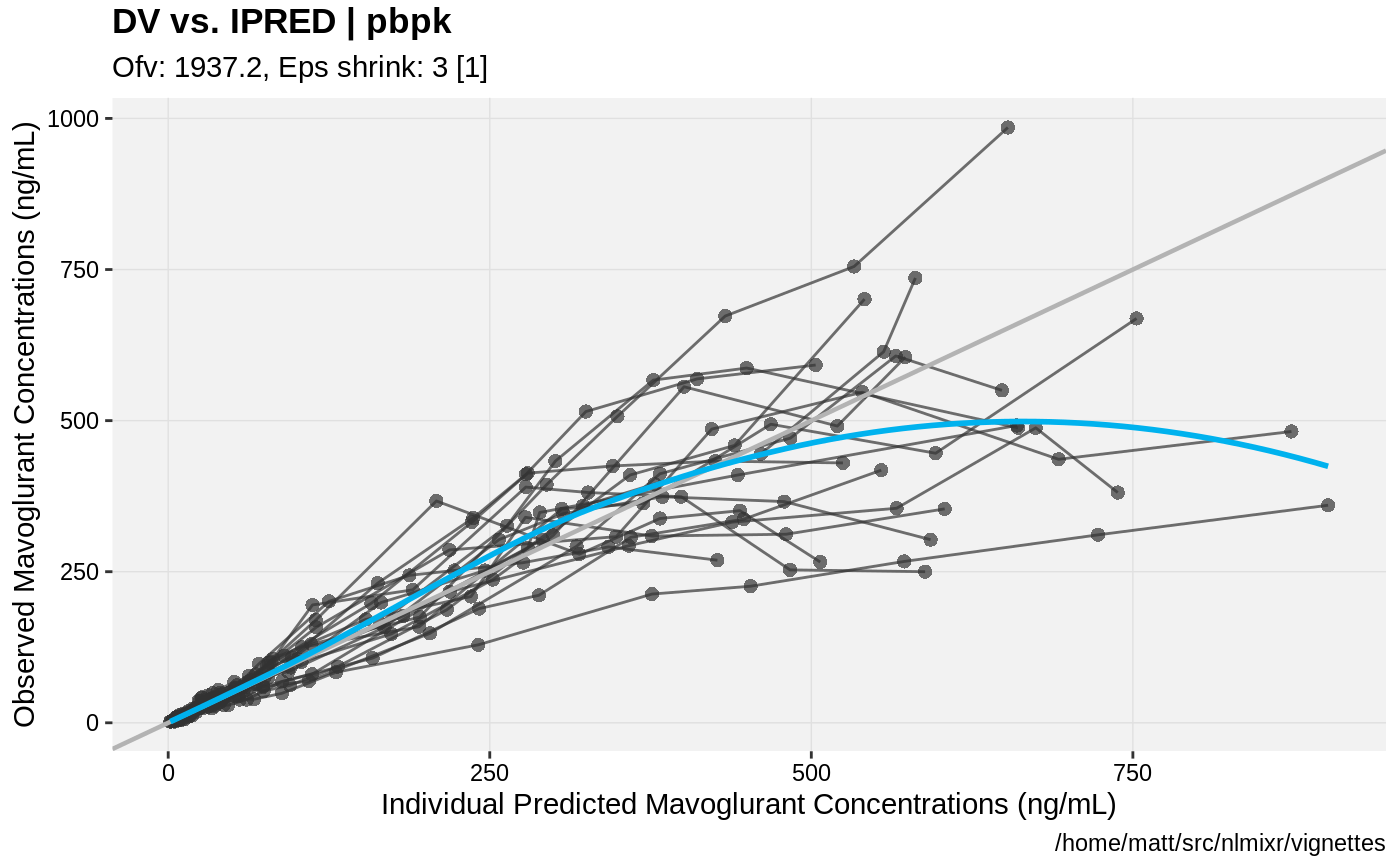 DV vs. IPRED | pbpk
Ofv: 1937.2, Eps shrink: 3 [1]
Observed Mavoglurant Concentrations (ng/mL)
1000
750
500
250
0
0
250
500
750
Individual Predicted Mavoglurant Concentrations (ng/mL)
/home/matt/src/nlmixr/vignettes